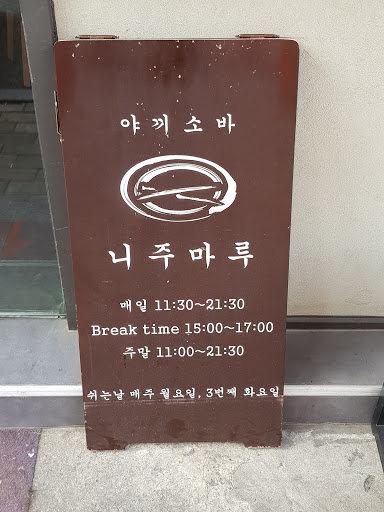 야끼소바
니주마루
매일 11:30~21:30
Break time 15:00~17:00
주말 11:00~21:30
쉬는날 매주 월요일, 3번째 화요일